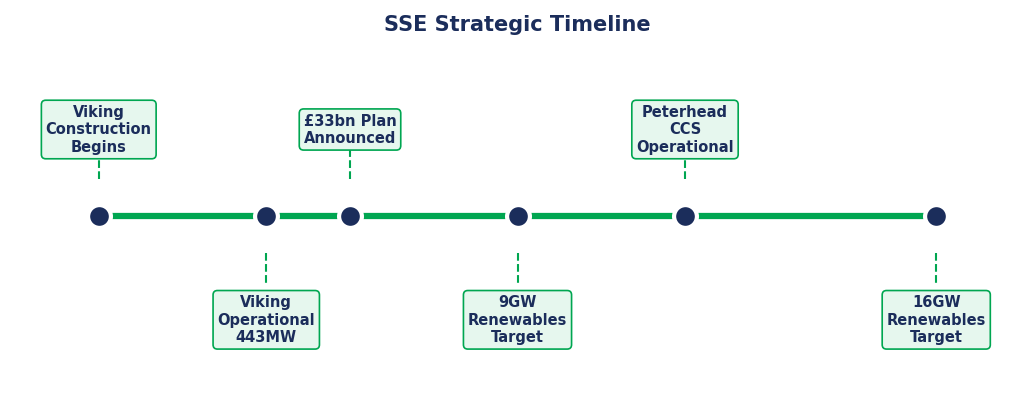 SSE Strategic Timeline
Viking
Construction
Begins
£33bn Plan
Announced
Peterhead
CCS
Operational
Viking
Operational
443MW
9GW
Renewables
Target
16GW
Renewables
Target